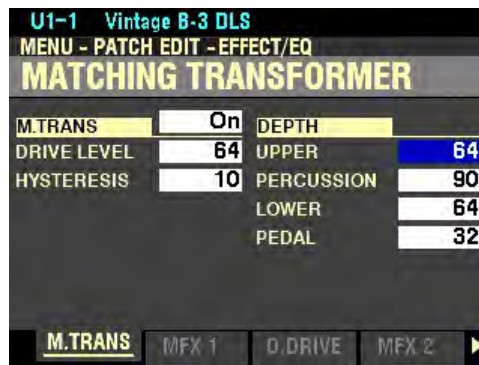 U1-1 Vintage B-3 DLS
MENU - PATCH EDIT - EFFECT/EQ
MATCHING TRANSFORMER
M.TRANS On DEPTH
DRIVE LEVEL 64 UPPER 64
HYSTERESIS 10 PERCUSSION 90
LOWER 64
PEDAL 32
M.TRANS MFX 1 O.DRIVE MFX 2